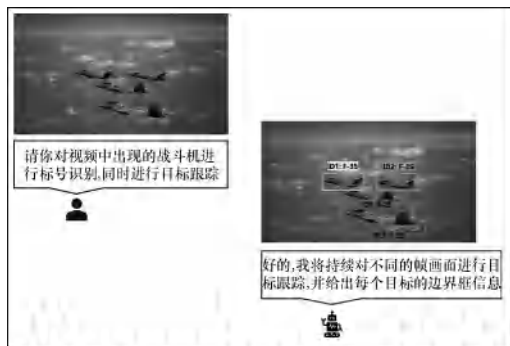 请你对视频中出现的战斗机进
行标号识别,同时进行目标跟踪
ID1: F-35
好的,我将持续对不同的帧画面进行目
标跟踪,并给出每个目标的边界框信息